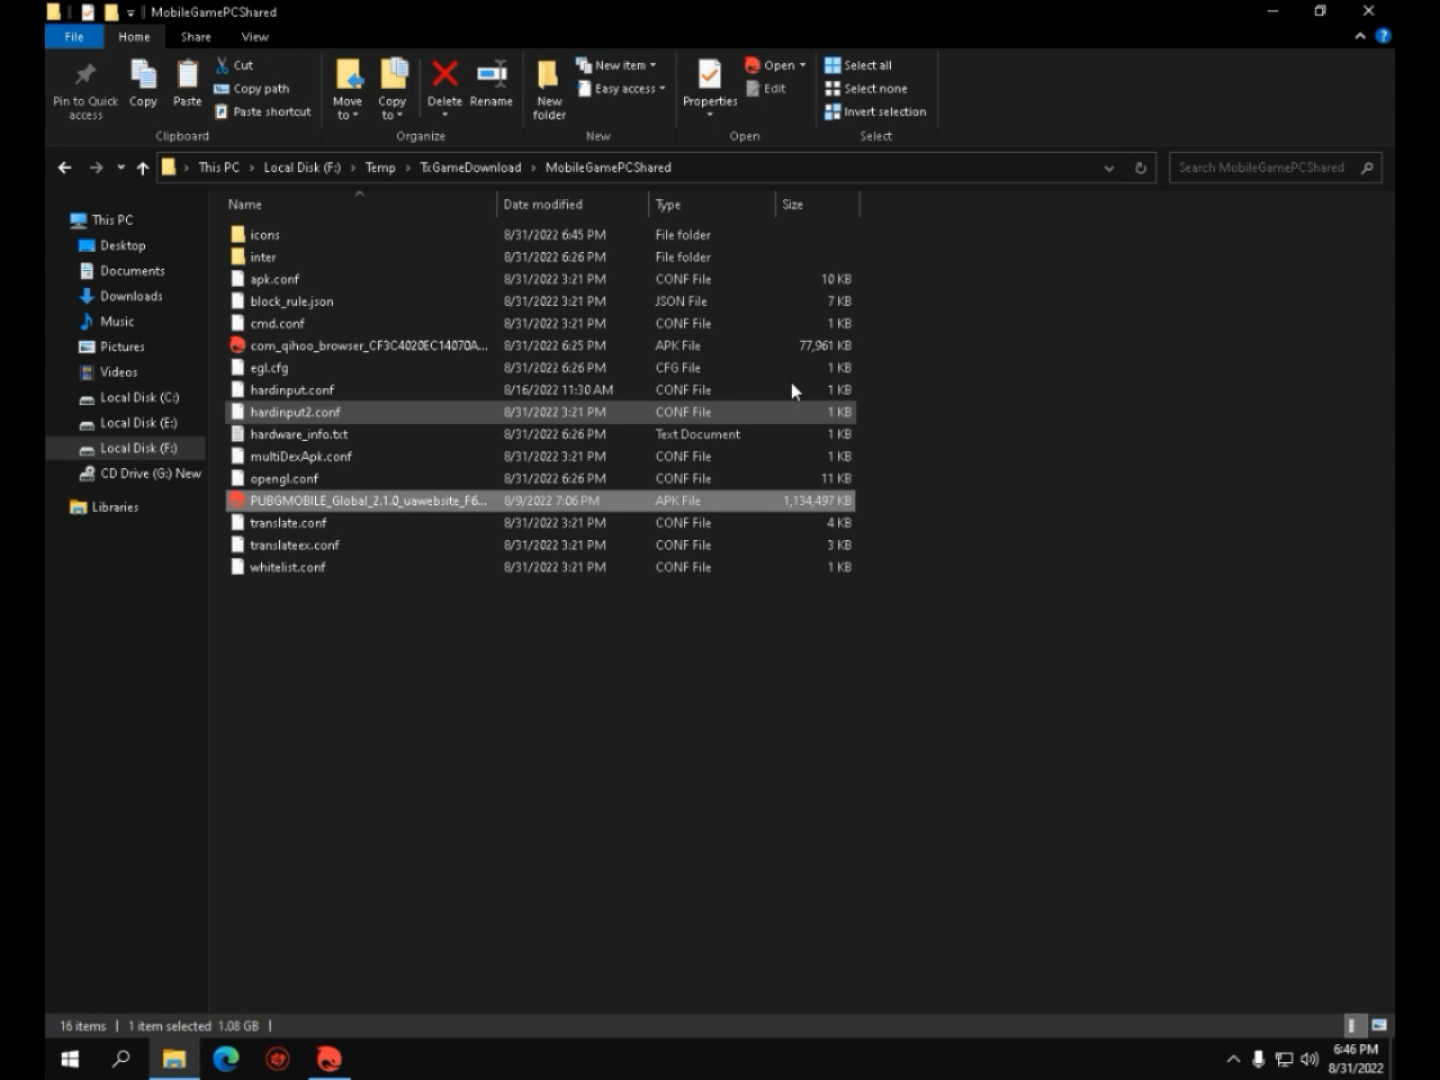 MobileGamePCShared
File Home Share View
Pin to Quick access
Copy
Paste
Cut
Copy path
Paste shortcut
Clipboard
Move to
Copy to
Delete
Rename
Organize
New folder
New item
Easy access
New
Properties
Open
Edit
Open
Select all
Select none
Invert selection
Select
This PC > Local Disk (F:) > Temp > TxGameDownload > MobileGamePCShared
Search MobileGamePCShared
This PC
Desktop
Documents
Downloads
Music
Pictures
Videos
Local Disk (C:)
Local Disk (E:)
Local Disk (F:)
CD Drive (G:) New
Libraries
Name Date modified Type Size
icons 8/31/2022 6:45 PM File folder
inter 8/31/2022 6:26 PM File folder
apk.conf 8/31/2022 3:21 PM CONF File 10 KB
block_rule.json 8/31/2022 3:21 PM JSON File 7 KB
cmd.conf 8/31/2022 3:21 PM CONF File 1 KB
com_qihoo_browser_CF3C4020EC14070A... 8/31/2022 6:25 PM APK File 77,961 KB
egl.cfg 8/31/2022 6:26 PM CFG File 1 KB
hardinput.conf 8/16/2022 11:30 AM CONF File 1 KB
hardinput2.conf 8/31/2022 3:21 PM CONF File 1 KB
hardware_info.txt 8/31/2022 6:26 PM Text Document 1 KB
multiDexApk.conf 8/31/2022 3:21 PM CONF File 1 KB
opengl.conf 8/31/2022 6:26 PM CONF File 11 KB
PUBGMOBILE_Global_2.1.0_uawebsite_F6... 8/9/2022 7:06 PM APK File 1,134,497 KB
translate.conf 8/31/2022 3:21 PM CONF File 4 KB
translateex.conf 8/31/2022 3:21 PM CONF File 3 KB
whitelist.conf 8/31/2022 3:21 PM CONF File 1 KB
16 items | 1 item selected 1.08 GB |
6:46 PM
8/31/2022